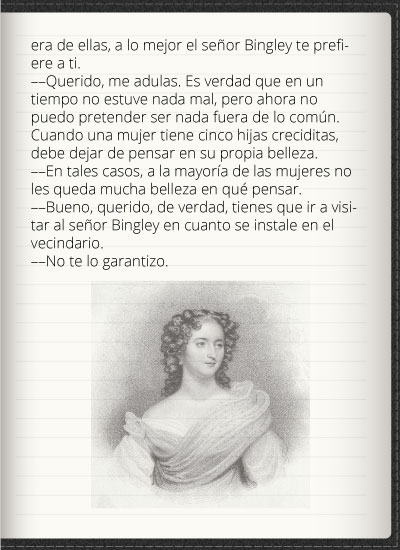 era de ellas, a lo mejor el señor Bingley te prefi-
ere a ti.
––Querido, me adulas. Es verdad que en un
tiempo no estuve nada mal, pero ahora no
puedo pretender ser nada fuera de lo común.
Cuando una mujer tiene cinco hijas creciditas,
debe dejar de pensar en su propia belleza.
––En tales casos, a la mayoría de las mujeres no
les queda mucha belleza en qué pensar.
––Bueno, querido, de verdad, tienes que ir a visi-
tar al señor Bingley en cuanto se instale en el
vecindario.
––No te lo garantizo.